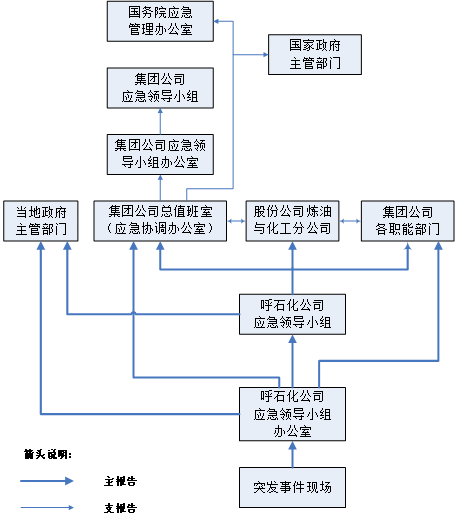 国务院应急
管理办公室
国家政府
主管部门
集团公司
应急领导小组
集团公司应急领
导小组办公室
当地政府
主管部门
集团公司总值班室
（应急协调办公室）
股份公司炼油
与化工分公司
集团公司
各职能部门
呼石化公司
应急领导小组
呼石化公司
应急领导小组
办公室
突发事件现场
箭头说明:
主报告
支报告